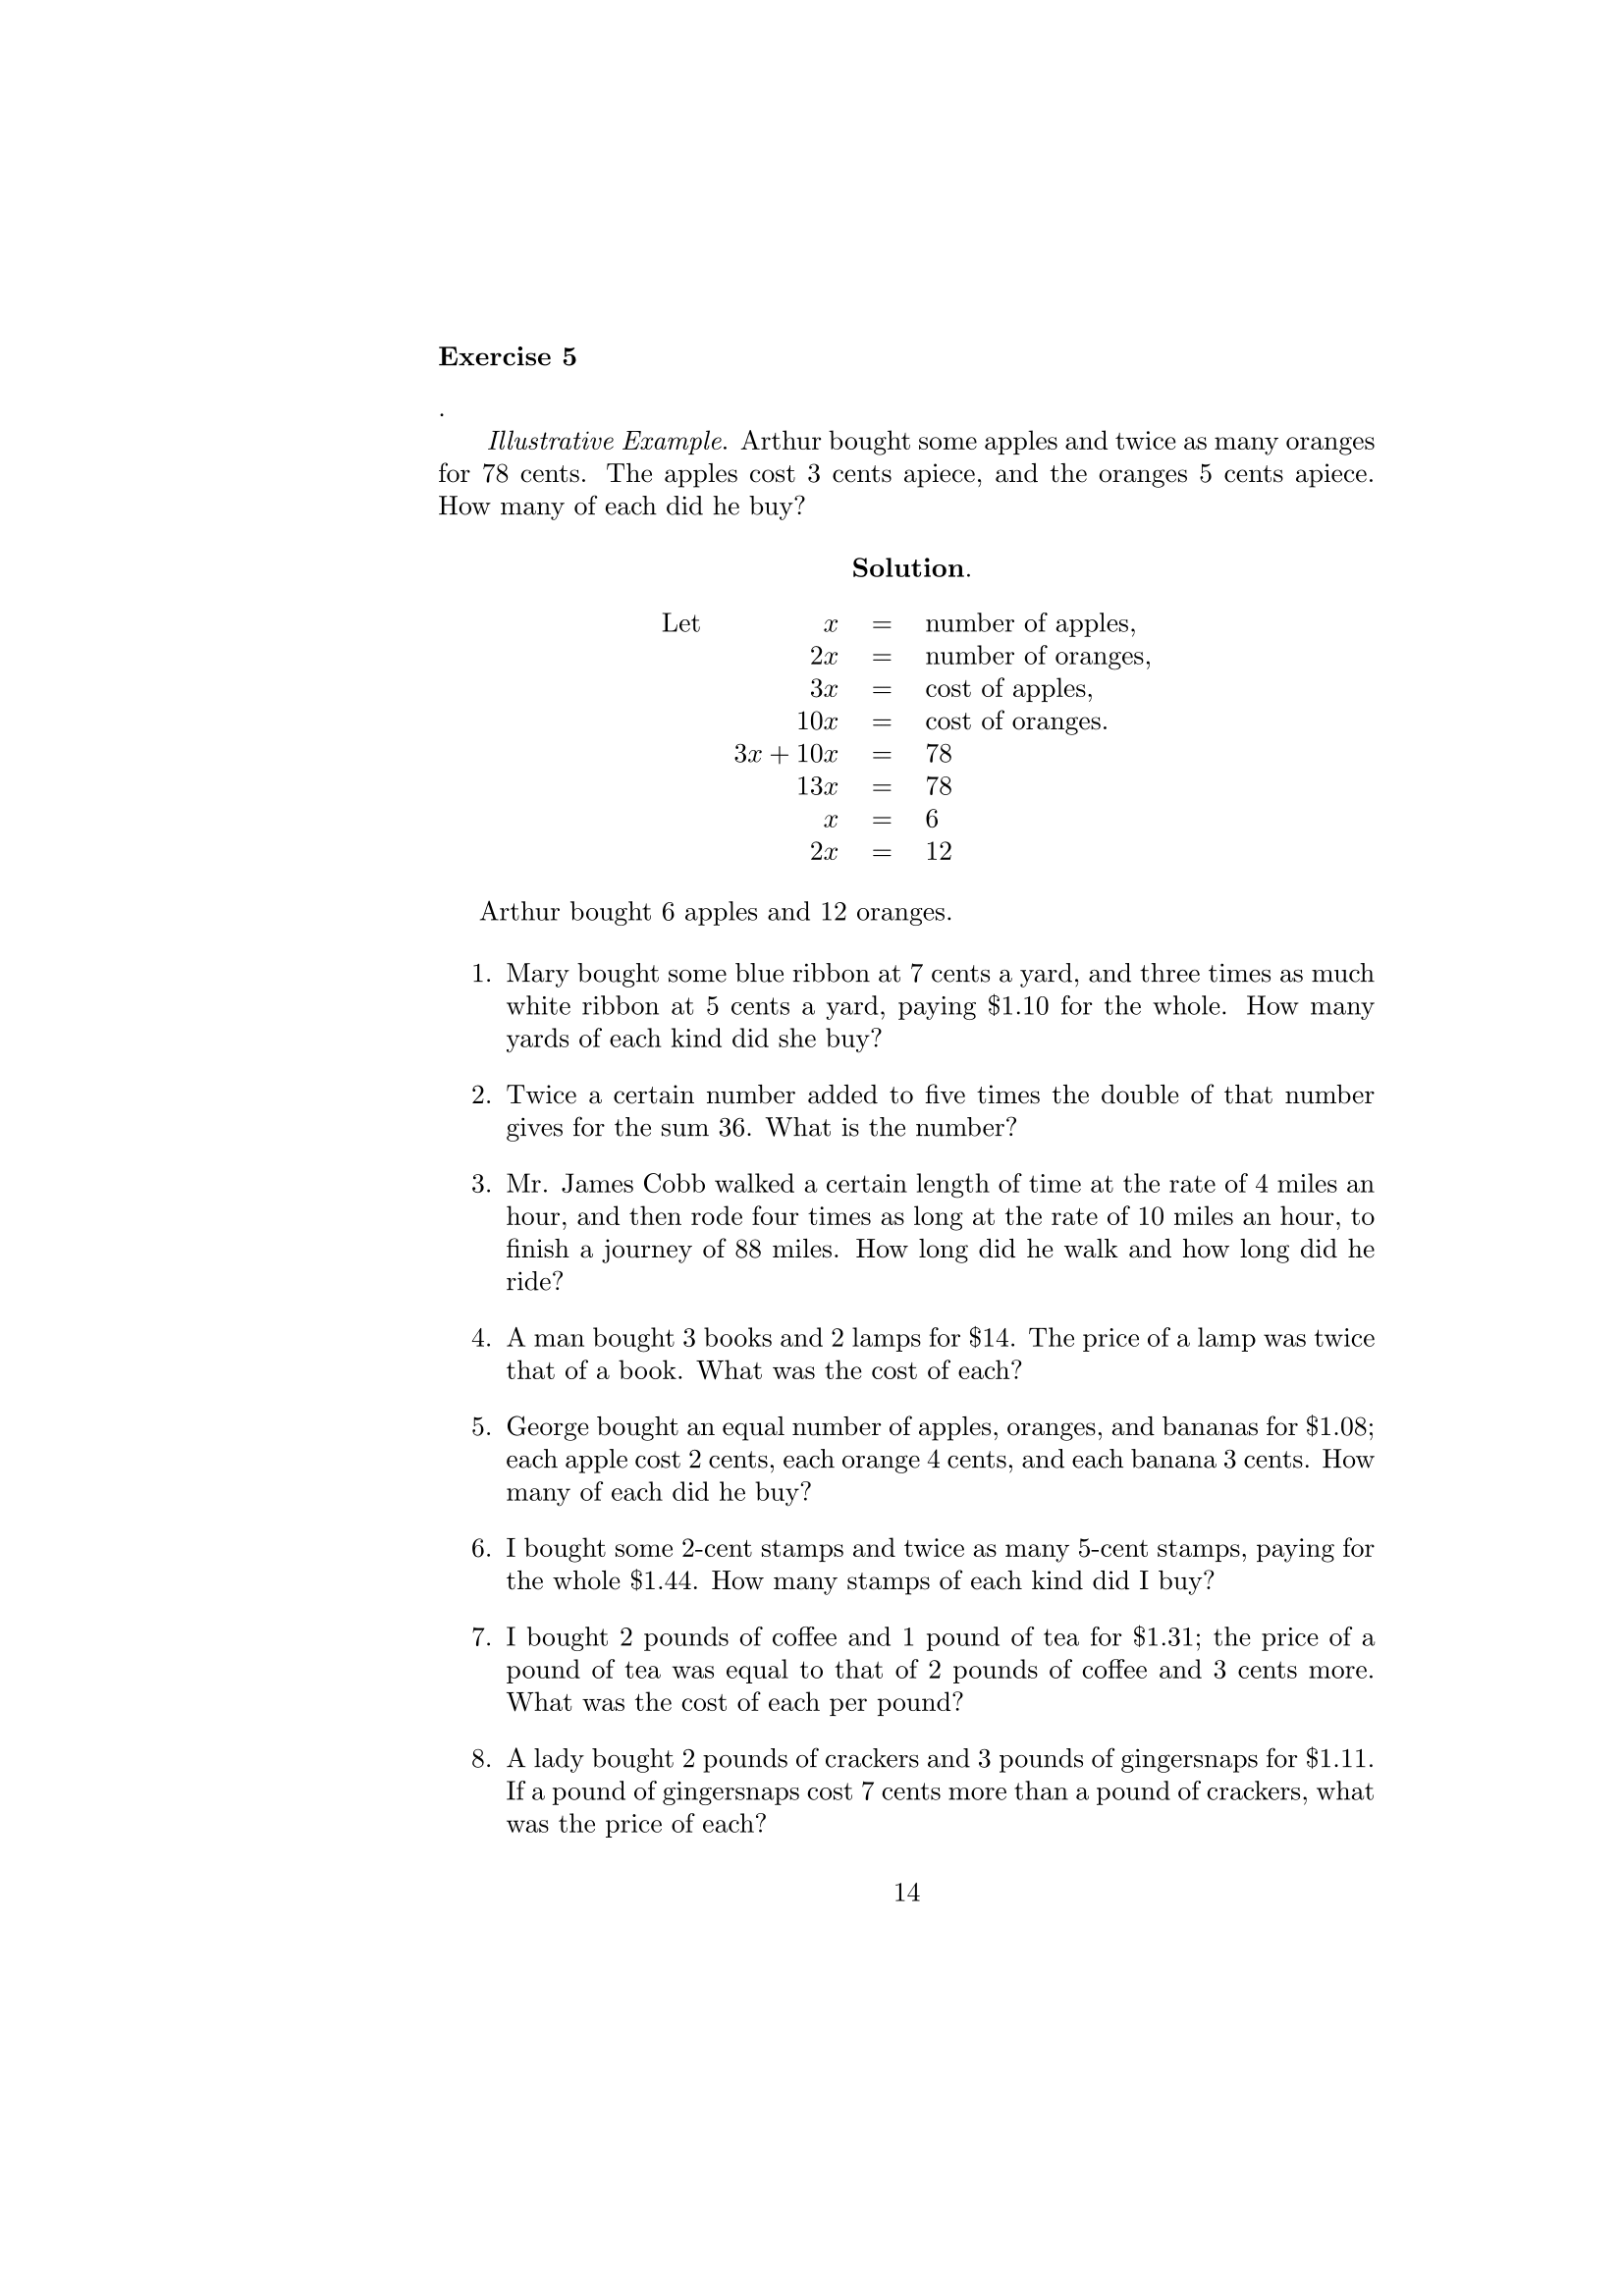 Exercise 5
.
Illustrative Example. Arthur bought some apples and twice as many oranges
for 78 cents. The apples cost 3 cents apiece, and the oranges 5 cents apiece.
How many of each did he buy?
Solution.
Let x = number of apples,
2x = number of oranges,
3x = cost of apples,
10x = cost of oranges.
3x + 10x = 78
13x = 78
x = 6
2x = 12
Arthur bought 6 apples and 12 oranges.
1. Mary bought some blue ribbon at 7 cents a yard, and three times as much
white ribbon at 5 cents a yard, paying $1.10 for the whole. How many
yards of each kind did she buy?
2. Twice a certain number added to five times the double of that number
gives for the sum 36. What is the number?
3. Mr. James Cobb walked a certain length of time at the rate of 4 miles an
hour, and then rode four times as long at the rate of 10 miles an hour, to
finish a journey of 88 miles. How long did he walk and how long did he
ride?
4. A man bought 3 books and 2 lamps for $14. The price of a lamp was twice
that of a book. What was the cost of each?
5. George bought an equal number of apples, oranges, and bananas for $1.08;
each apple cost 2 cents, each orange 4 cents, and each banana 3 cents. How
many of each did he buy?
6. I bought some 2-cent stamps and twice as many 5-cent stamps, paying for
the whole $1.44. How many stamps of each kind did I buy?
7. I bought 2 pounds of coffee and 1 pound of tea for $1.31; the price of a
pound of tea was equal to that of 2 pounds of coffee and 3 cents more.
What was the cost of each per pound?
8. A lady bought 2 pounds of crackers and 3 pounds of gingersnaps for $1.11.
If a pound of gingersnaps cost 7 cents more than a pound of crackers, what
was the price of each?
14